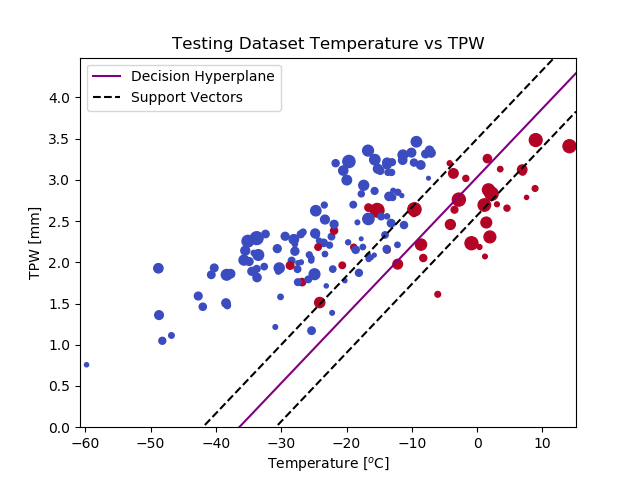 Testing Dataset Temperature vs TPW
Decision Hyperplane
Support Vectors
TPW [mm]
4.0
3.5
3.0
2.5
2.0
1.5
1.0
0.5
0.0
−60 −50 −40 −30 −20 −10 0 10
Temperature [°C]